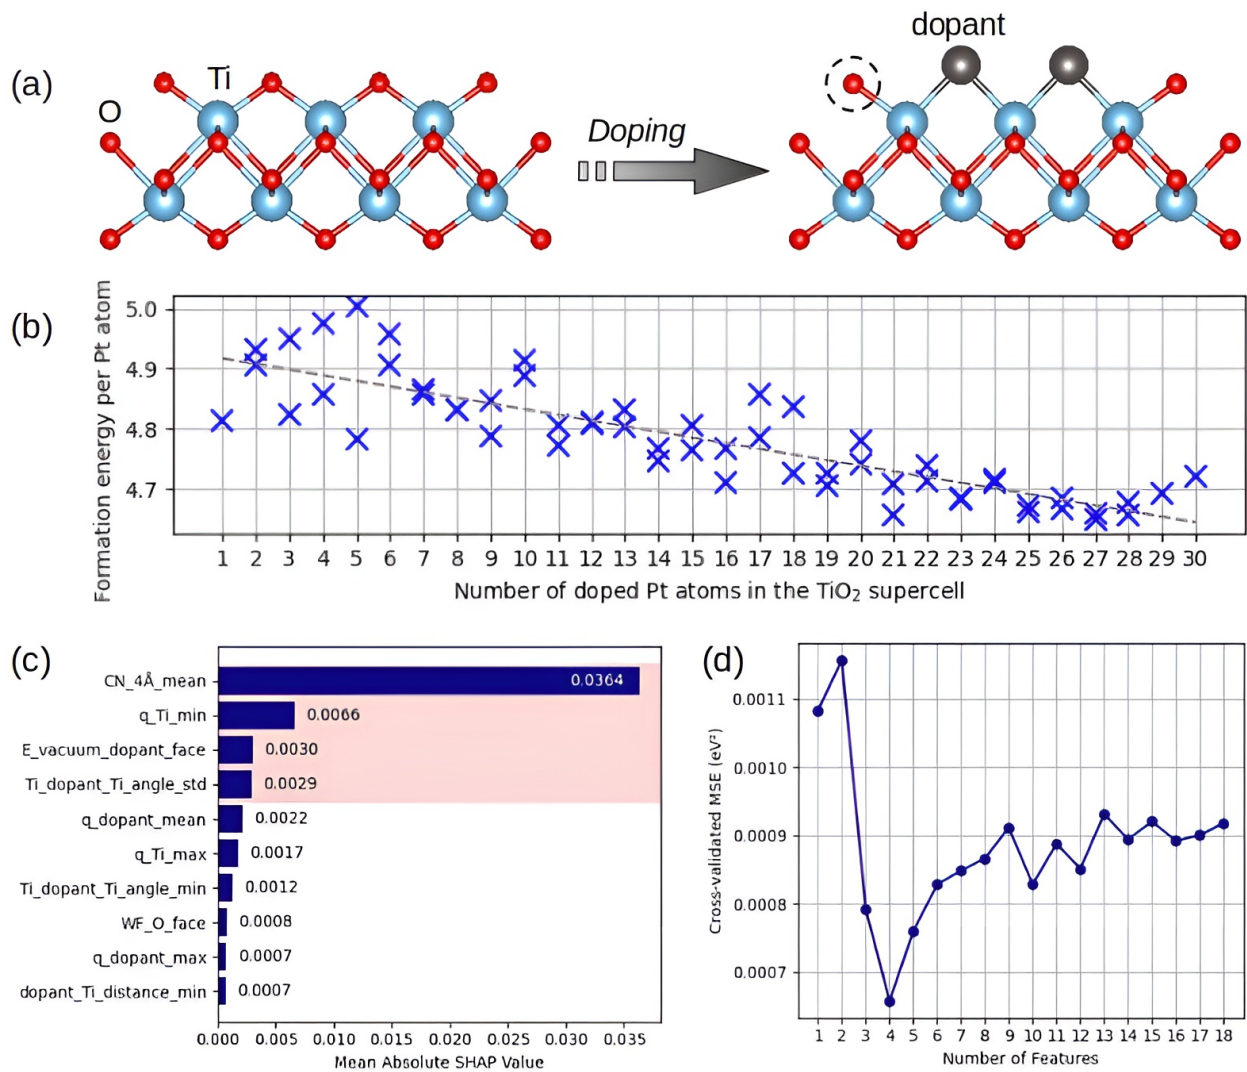 (a)
Ti
O
Doping
dopant
(b)
Formation energy per Pt atom
5.0
4.9
4.8
4.7
1 2 3 4 5 6 7 8 9 10 11 12 13 14 15 16 17 18 19 20 21 22 23 24 25 26 27 28 29 30
Number of doped Pt atoms in the TiO₂ supercell
(c)
CN_4Å_mean 0.0364
q_Ti_min 0.0066
E_vacuum_dopant_face 0.0030
Ti_dopant_Ti_angle_std 0.0029
q_dopant_mean 0.0022
q_Ti_max 0.0017
Ti_dopant_Ti_angle_min 0.0012
WF_O_face 0.0008
q_dopant_max 0.0007
dopant_Ti_distance_min 0.0007
0.000 0.005 0.010 0.015 0.020 0.025 0.030 0.035
Mean Absolute SHAP Value
(d)
Cross-validated MSE (eV²)
0.0011
0.0010
0.0009
0.0008
0.0007
1 2 3 4 5 6 7 8 9 10 11 12 13 14 15 16 17 18
Number of Features